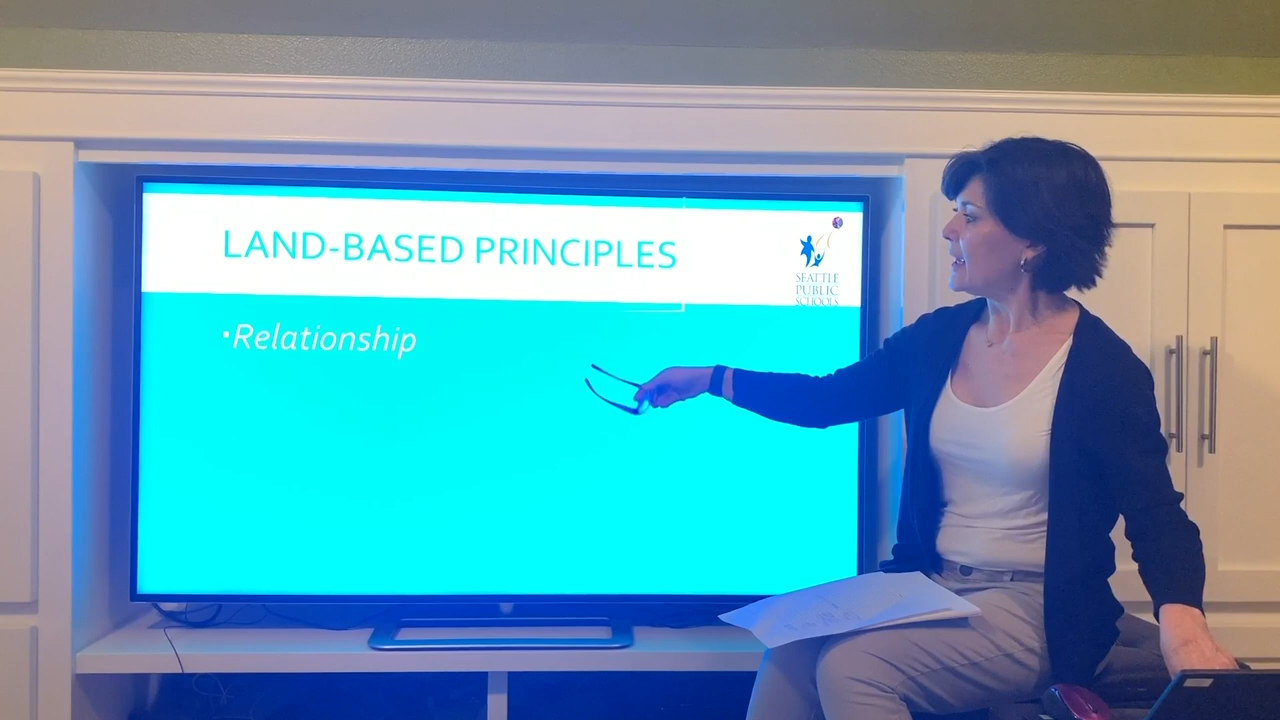 LAND-BASED PRINCIPLES
SEATTLE
PUBLIC
SCHOOLS
▪Relationship